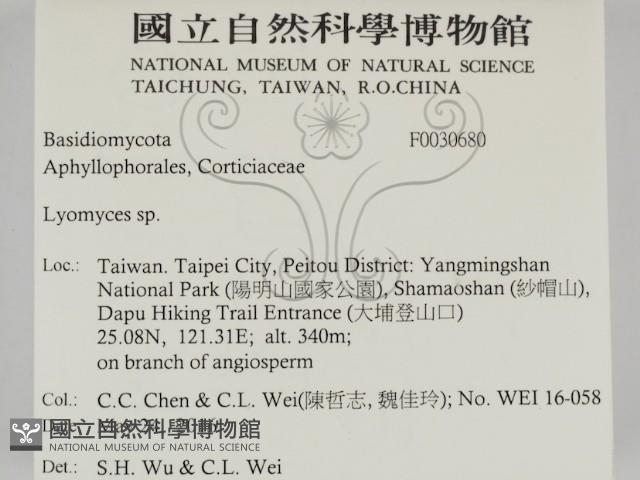 國立自然科學博物館
NATIONAL MUSEUM OF NATURAL SCIENCE
TAICHUNG, TAIWAN, R.O.CHINA
Basidiomycota F0030680
Aphyllophorales, Corticiaceae
Lyomyces sp.
Loc.: Taiwan. Taipei City, Peitou District: Yangmingshan
National Park (陽明山國家公園), Shamaoshan (紗帽山),
Dapu Hiking Trail Entrance (大埔登山口)
25.08N, 121.31E; alt. 340m;
on branch of angiosperm
Col.: C.C. Chen & C.L. Wei(陳哲志, 魏佳玲); No. WEI 16-058
國立自然科學博物館
NATIONAL MUSEUM OF NATURAL SCIENCE
Det.: S.H. Wu & C.L. Wei